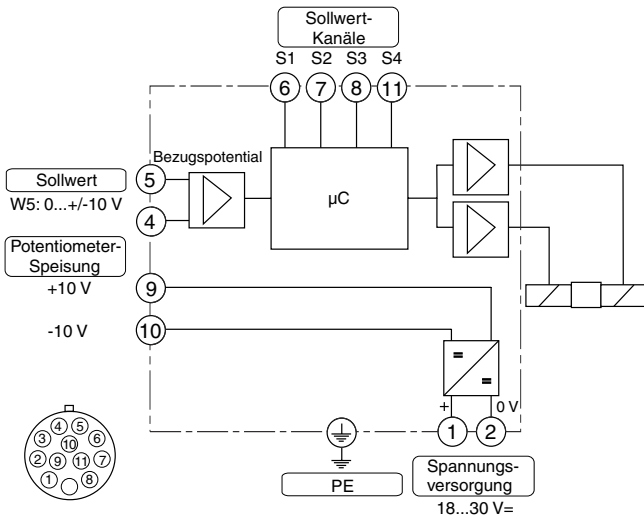 Sollwert-
Kanäle
S1 S2 S3 S4
6 7 8 11
Bezugspotential
Sollwert
W5: 0...+/-10 V
5
4
µC
Potentiometer-
Speisung
+10 V
9
-10 V
10
=
=
+
0 V
1 2
4 5
3 10 6
2 9 11 7
1 8
PE
Spannungs-
versorgung
18...30 V=